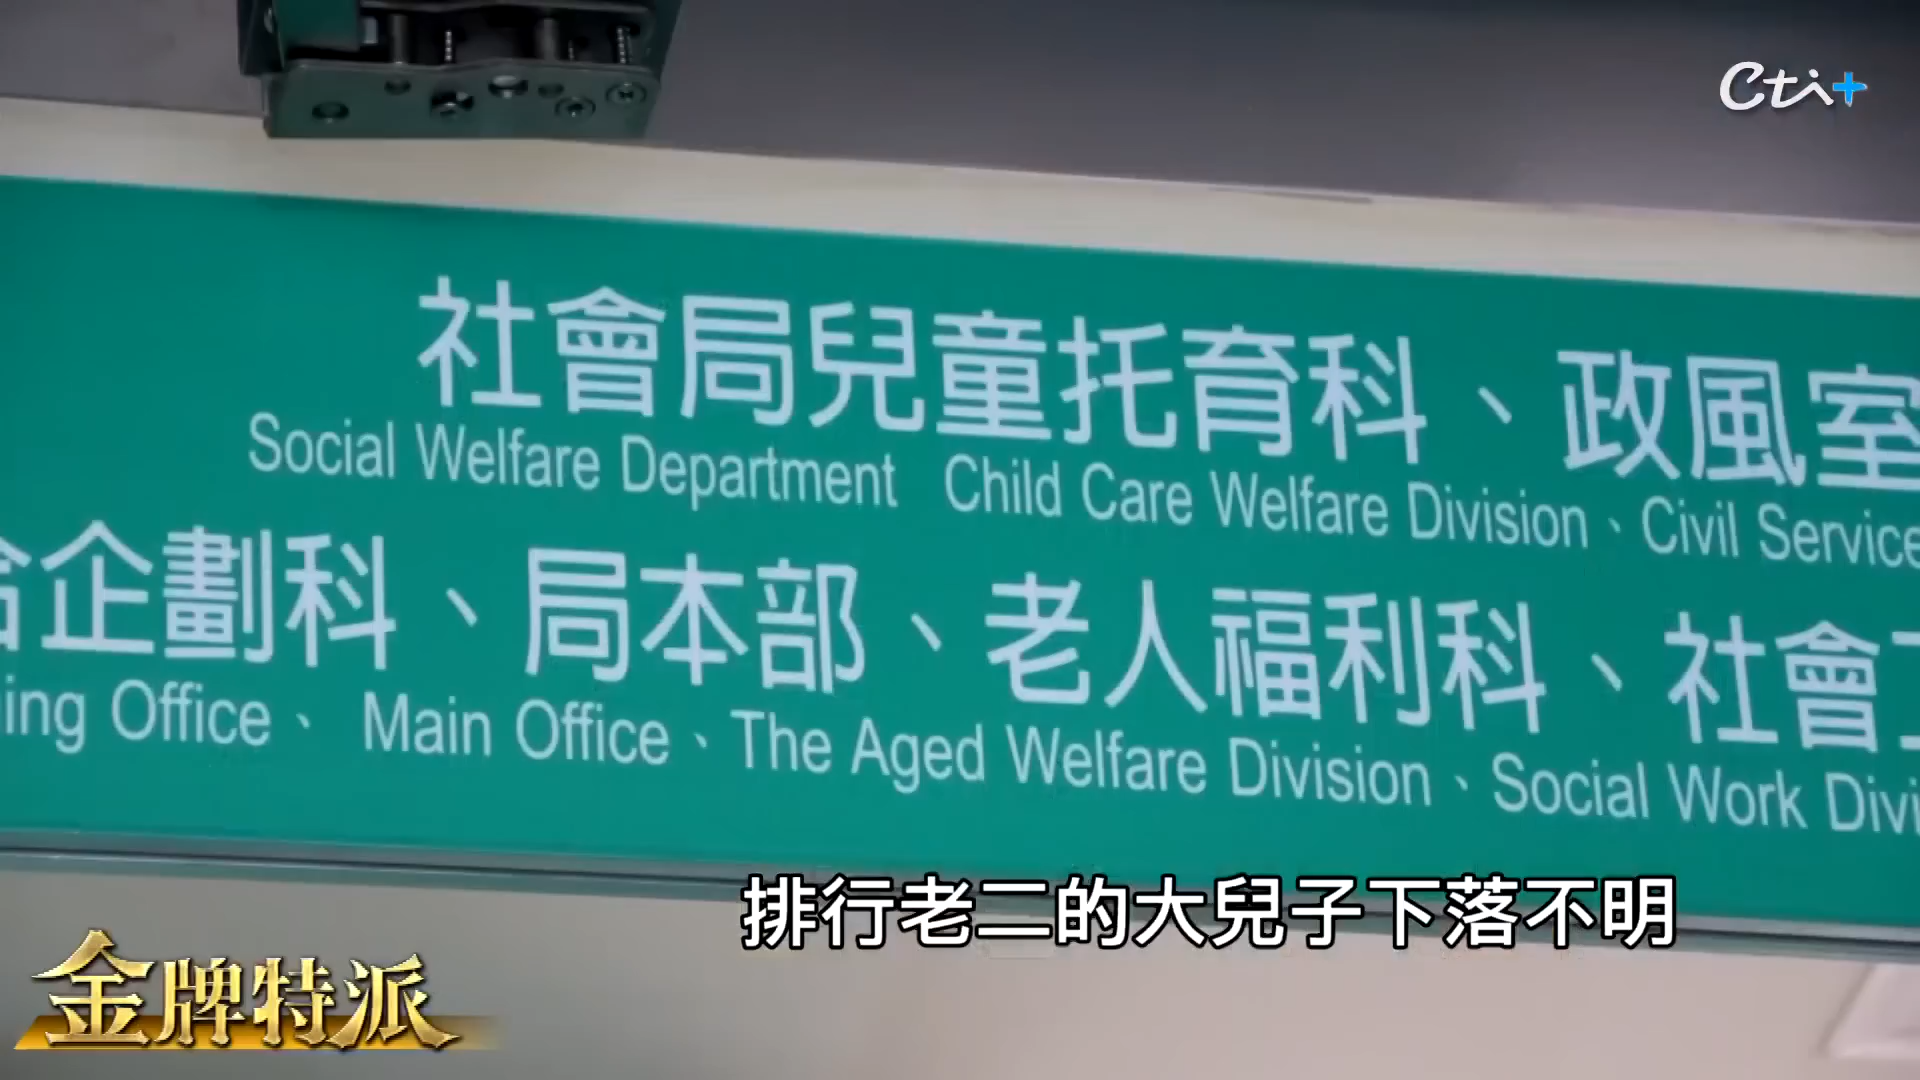 Cti+
社會局兒童托育科、政風室
Social Welfare Department Child Care Welfare Division、Civil Service
企劃科、局本部、老人福利科、社會工
ing Office、 Main Office、The Aged Welfare Division、Social Work Divi
排行老二的大兒子下落不明
金牌特派